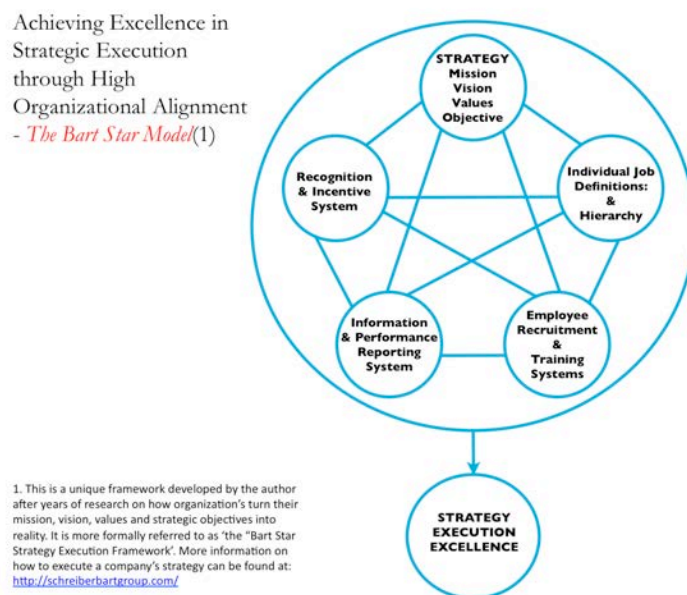 Achieving Excellence in
Strategic Execution
through High
Organizational Alignment
- The Bart Star Model(1)
STRATEGY
Mission
Vision
Values
Objective
Recognition
& Incentive
System
Individual Job
Definitions:
&
Hierarchy
Information
& Performance
Reporting
System
Employee
Recruitment
&
Training
Systems
STRATEGY
EXECUTION
EXCELLENCE
1. This is a unique framework developed by the author
after years of research on how organization's turn their
mission, vision, values and strategic objectives into
reality. It is more formally referred to as 'the "Bart Star
Strategy Execution Framework'. More information on
how to execute a company's strategy can be found at:
http://schreiberbartgroup.com/